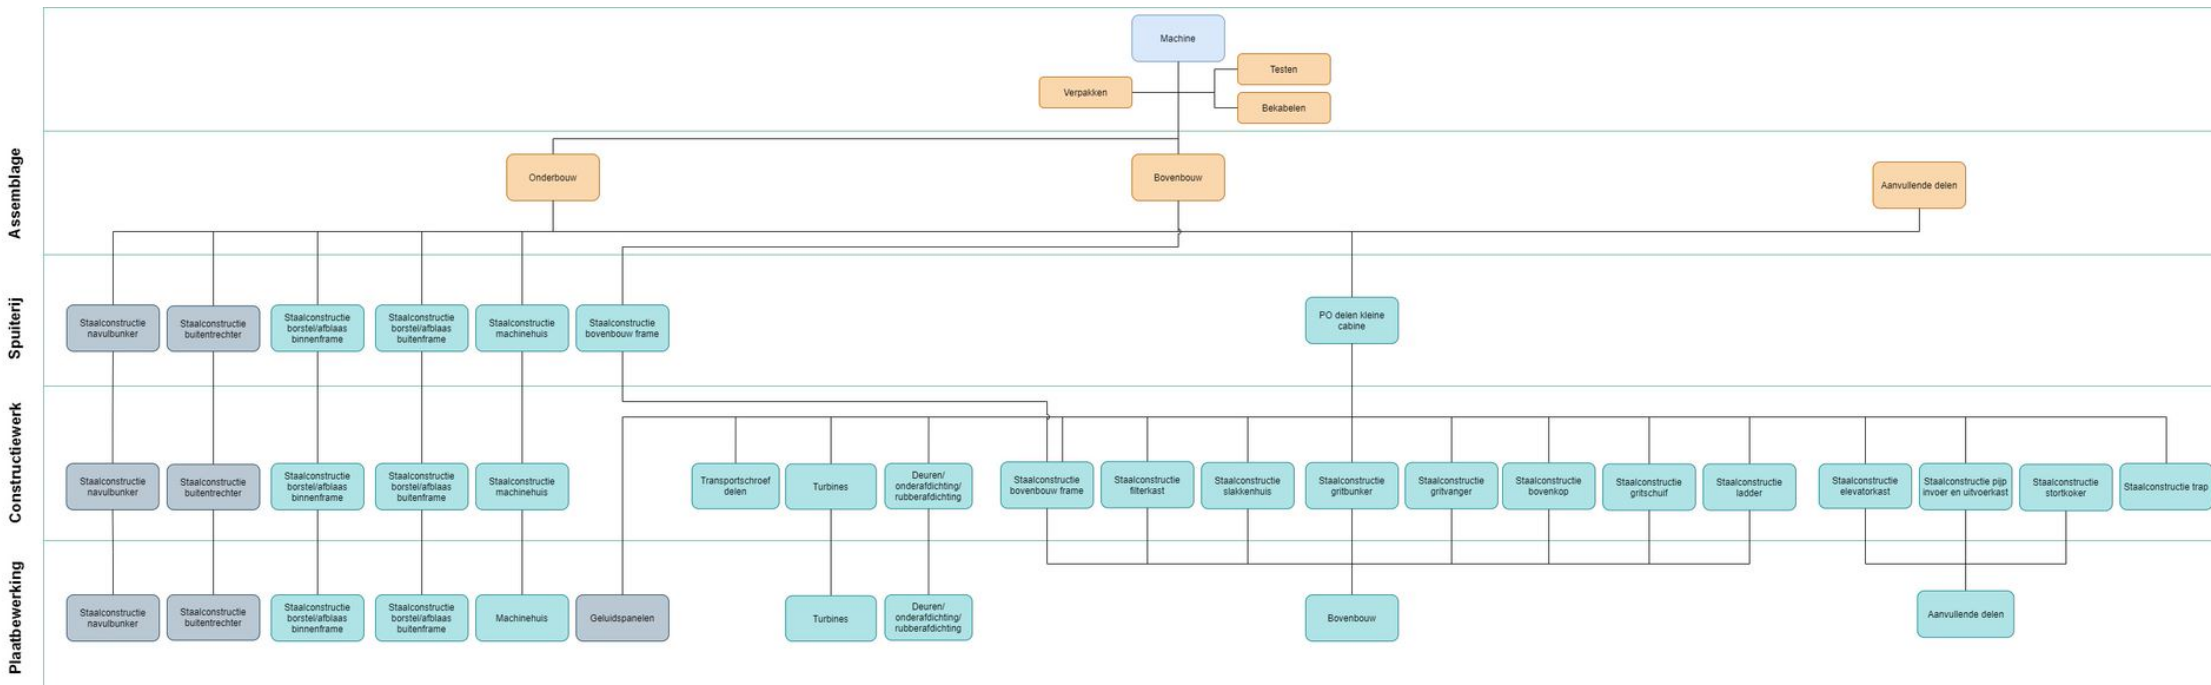 Machine
Testen
Verpakken
Bekabelen
Assemblage
Onderbouw
Bovenbouw
Aanvullende delen
Spuiterij
Staalconstructie
navulbunker
Staalconstructie
buitentrechter
Staalconstructie
borstel/afblaas
binnenframe
Staalconstructie
borstel/afblaas
buitenframe
Staalconstructie
machinehuis
Staalconstructie
bovenbouw frame
PO delen kleine
cabine
Constructiewerk
Staalconstructie
navulbunker
Staalconstructie
buitentrechter
Staalconstructie
borstel/afblaas
binnenframe
Staalconstructie
borstel/afblaas
buitenframe
Staalconstructie
machinehuis
Transportschroef
delen
Turbines
Deuren/
onderafdichting/
rubberafdichting
Staalconstructie
bovenbouw frame
Staalconstructie
filterkast
Staalconstructie
slakkenhuis
Staalconstructie
gritbunker
Staalconstructie
gritvanger
Staalconstructie
bovenkop
Staalconstructie
gritschuif
Staalconstructie
ladder
Staalconstructie
elevatorkast
Staalconstructie pijp
invoer en uitvoerkast
Staalconstructie
stortkoker
Staalconstructie trap
Plaatbewerking
Staalconstructie
navulbunker
Staalconstructie
buitentrechter
Staalconstructie
borstel/afblaas
binnenframe
Staalconstructie
borstel/afblaas
buitenframe
Machinehuis
Geluidspanelen
Turbines
Deuren/
onderafdichting/
rubberafdichting
Bovenbouw
Aanvullende delen